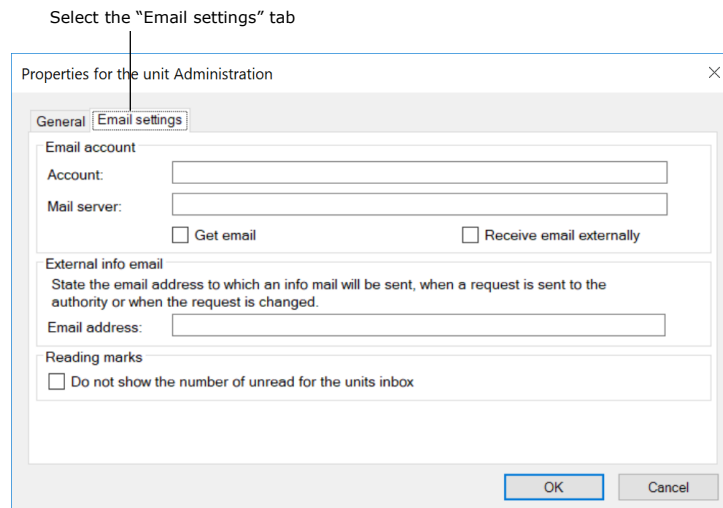 Select the “Email settings” tab
Properties for the unit Administration
General
Email settings
Email account
Account:
Mail server:
Get email
Receive email externally
External info email
State the email address to which an info mail will be sent, when a request is sent to the
authority or when the request is changed.
Email address:
Reading marks
Do not show the number of unread for the units inbox
OK
Cancel